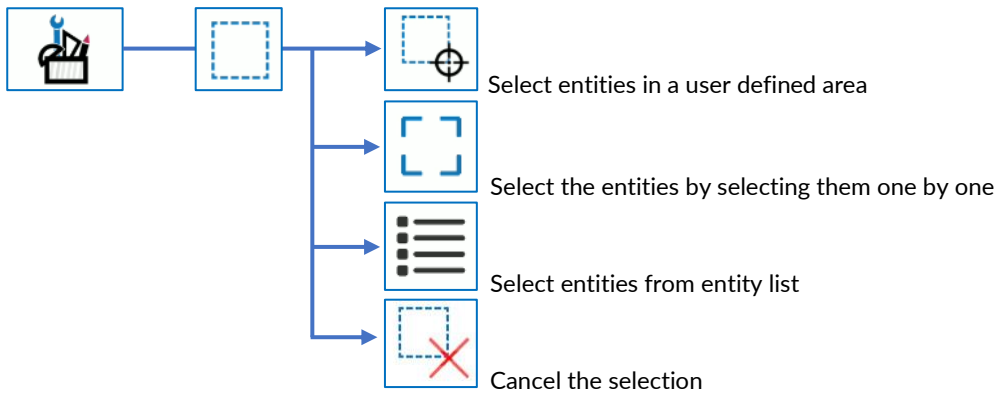 Select entities in a user defined area
Select the entities by selecting them one by one
Select entities from entity list
Cancel the selection